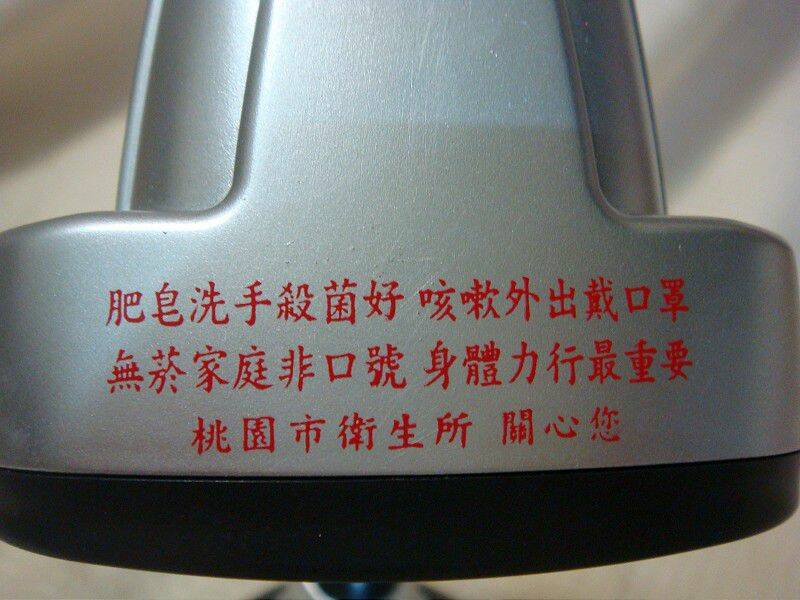 肥皂洗手殺菌好 咳嗽外出戴口罩
無菸家庭非口號 身體力行最重要
桃園市衛生所 關心您